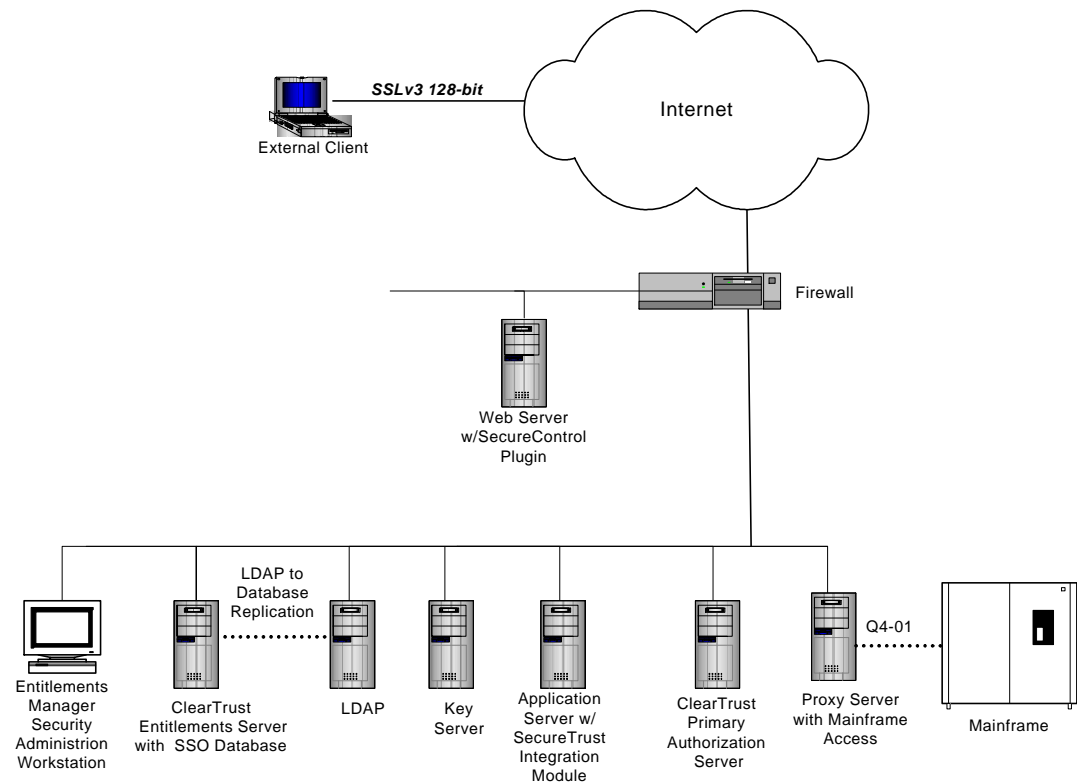 SSLv3 128-bit
Internet
External Client
Firewall
Web Server
w/SecureControl
Plugin
LDAP to
Database
Replication
Q4-01
Entitlements
Manager
Security
Administrion
Workstation
ClearTrust
Entitlements Server
with SSO Database
LDAP
Key
Server
Application
Server w/
SecureTrust
Integration
Module
ClearTrust
Primary
Authorization
Server
Proxy Server
with Mainframe
Access
Mainframe